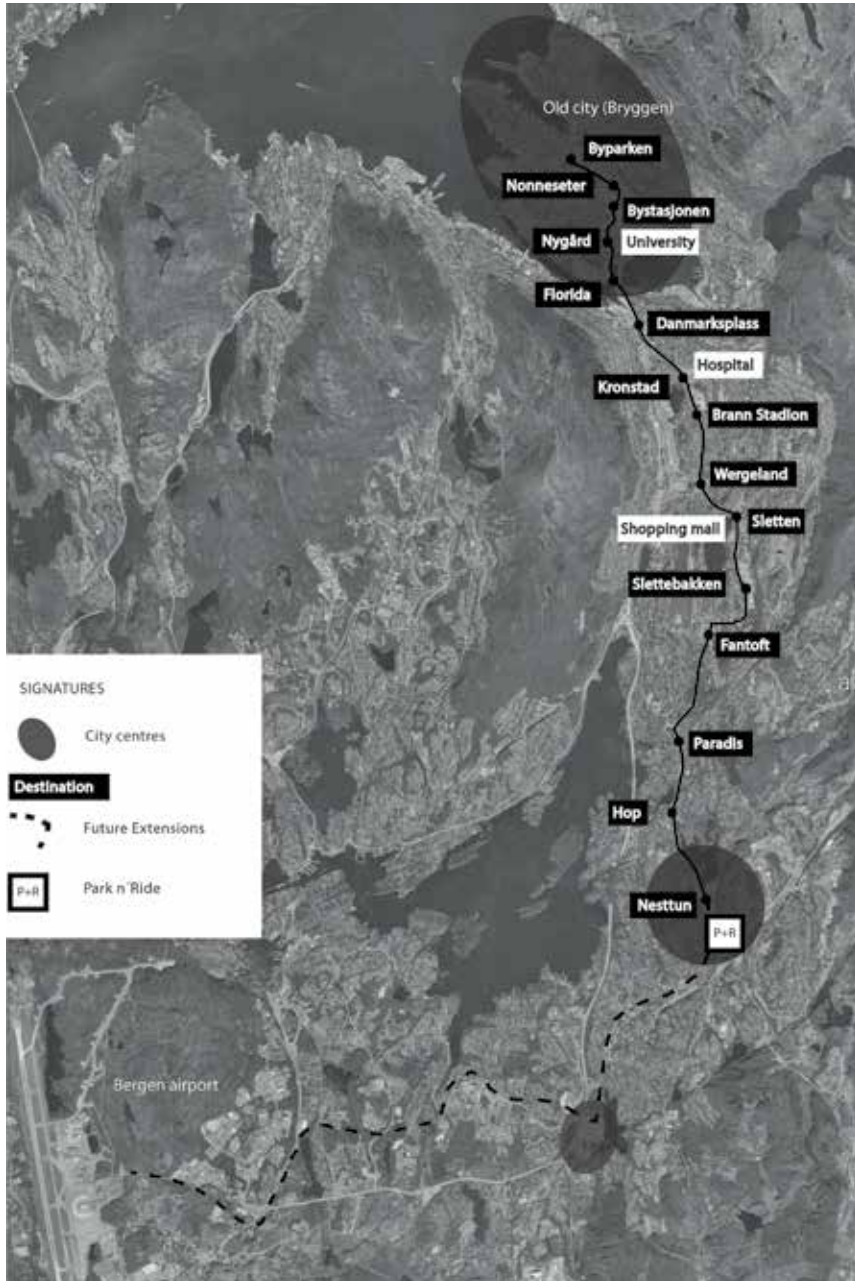 Old city (Bryggen)
Byparken
Nonneseter
Bystasjonen
Nygård
University
Florida
Danmarksplass
Hospital
Kronstad
Brann Stadion
Wergeland
Sletten
Shopping mall
Slettebakken
Fantoft
Paradis
Hop
Nesttun
P+R
SIGNATURES
City centres
Destination
Future Extensions
P+R
Park n´Ride
Bergen airport